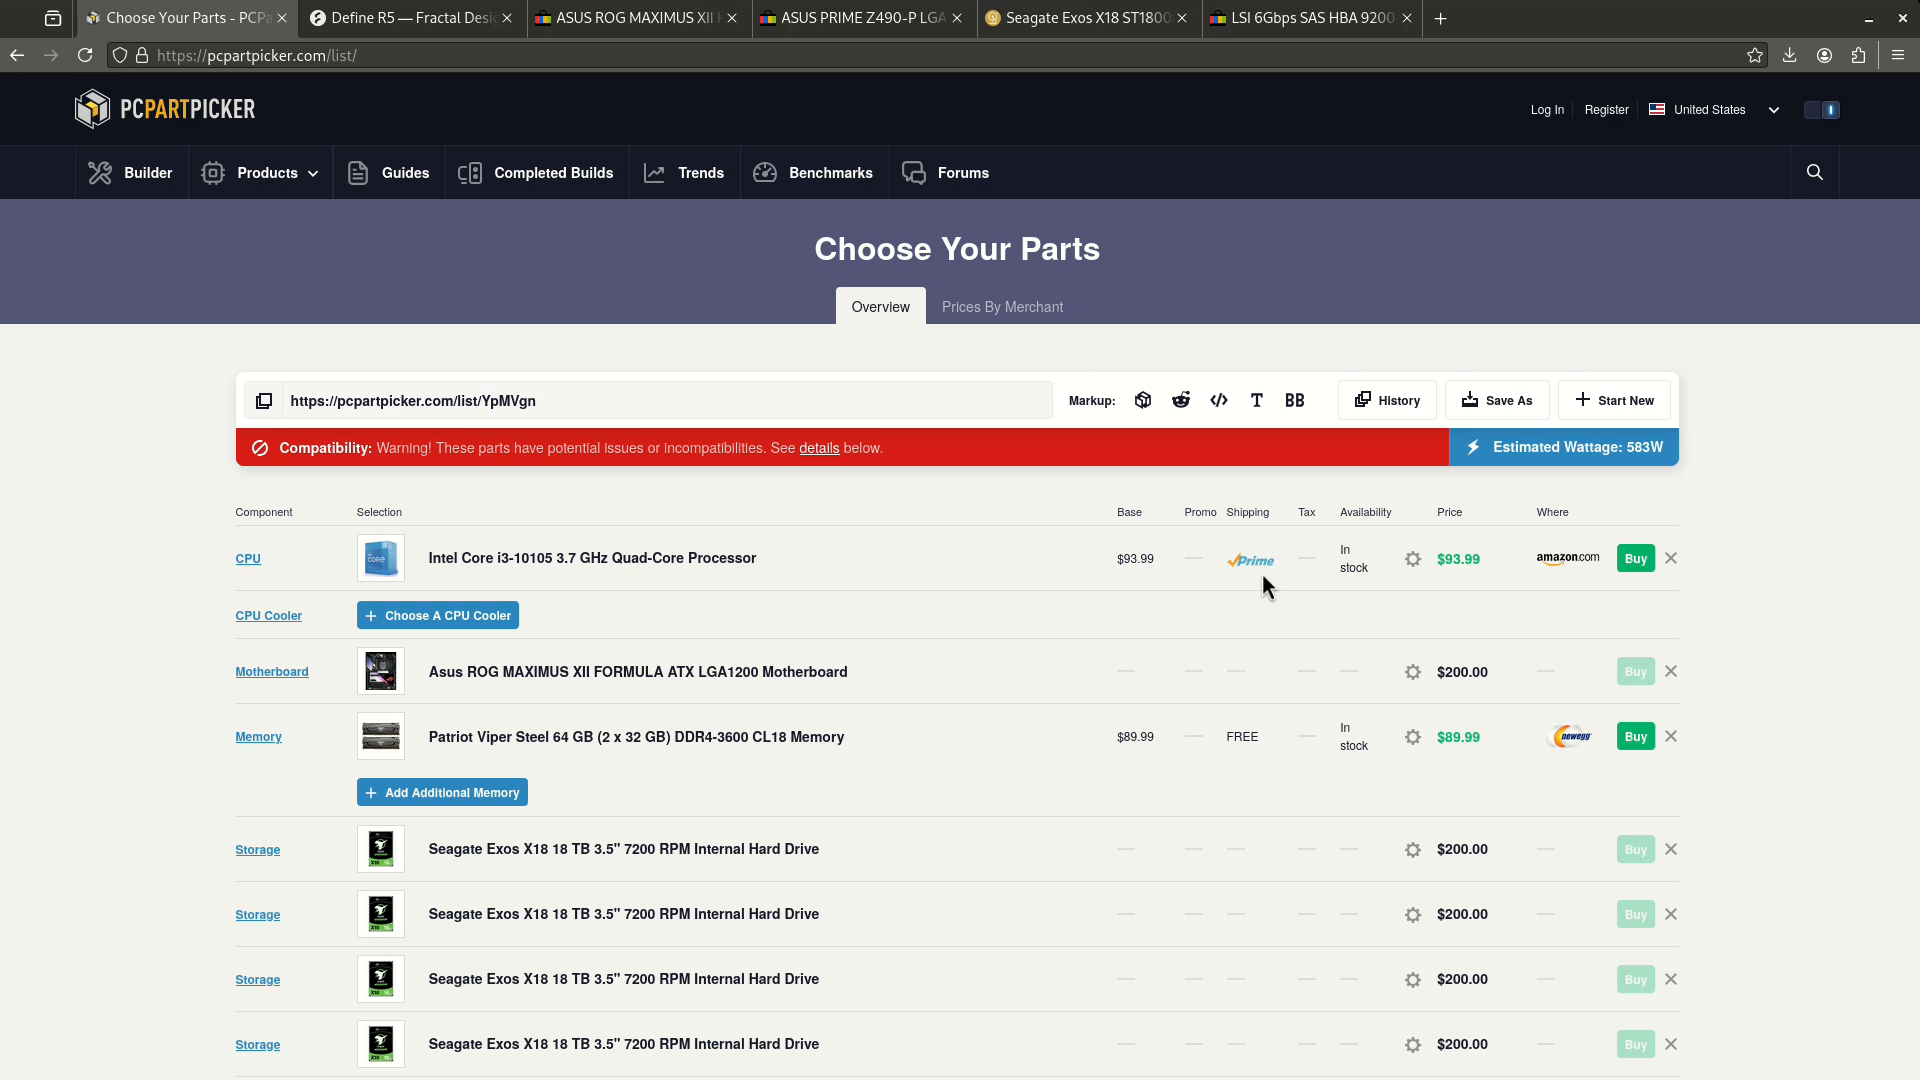 Choose Your Parts - PCPa
Define R5 — Fractal Desi
ASUS ROG MAXIMUS XII
ASUS PRIME Z490-P LGA
Seagate Exos X18 ST1800
LSI 6Gbps SAS HBA 9200
https://pcpartpicker.com/list/
PCPARTPICKER
Log In
Register
United States
Builder
Products
Guides
Completed Builds
Trends
Benchmarks
Forums
Choose Your Parts
Overview
Prices By Merchant
https://pcpartpicker.com/list/YpMVgn
Markup:
T
BB
History
Save As
Start New
Compatibility: Warning! These parts have potential issues or incompatibilities. See details below.
Estimated Wattage: 583W
Component Selection Base Promo Shipping Tax Availability Price Where
CPU
Intel Core i3-10105 3.7 GHz Quad-Core Processor
$93.99
Prime
In
stock
$93.99
amazon.com
Buy
CPU Cooler
Choose A CPU Cooler
Motherboard
Asus ROG MAXIMUS XII FORMULA ATX LGA1200 Motherboard
$200.00
Buy
Memory
Patriot Viper Steel 64 GB (2 x 32 GB) DDR4-3600 CL18 Memory
$89.99
FREE
In
stock
$89.99
newegg
Buy
Add Additional Memory
Storage
Seagate Exos X18 18 TB 3.5" 7200 RPM Internal Hard Drive
$200.00
Buy
Storage
Seagate Exos X18 18 TB 3.5" 7200 RPM Internal Hard Drive
$200.00
Buy
Storage
Seagate Exos X18 18 TB 3.5" 7200 RPM Internal Hard Drive
$200.00
Buy
Storage
Seagate Exos X18 18 TB 3.5" 7200 RPM Internal Hard Drive
$200.00
Buy